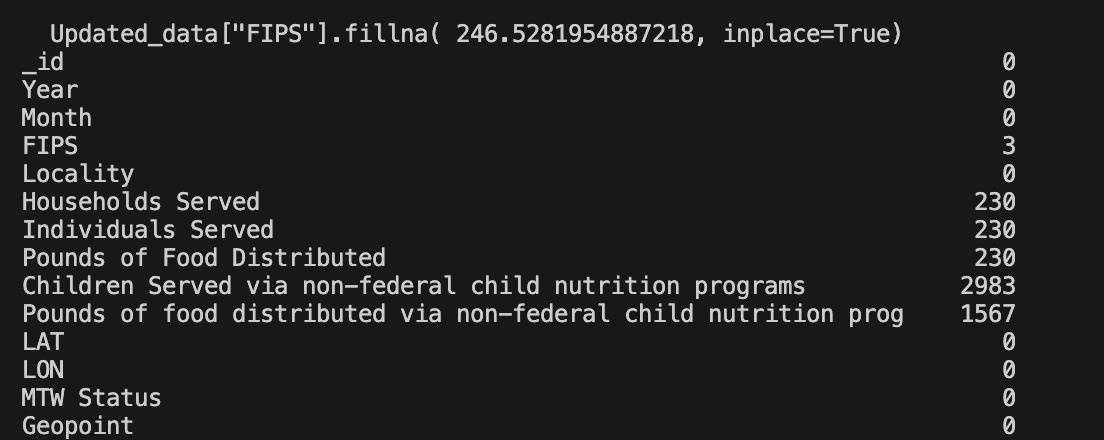 Updated_data["FIPS"].fillna( 246.5281954887218, inplace=True)
_id 0
Year 0
Month 0
FIPS 3
Locality 0
Households Served 230
Individuals Served 230
Pounds of Food Distributed 230
Children Served via non-federal child nutrition programs 2983
Pounds of food distributed via non-federal child nutrition prog 1567
LAT 0
LON 0
MTW Status 0
Geopoint 0